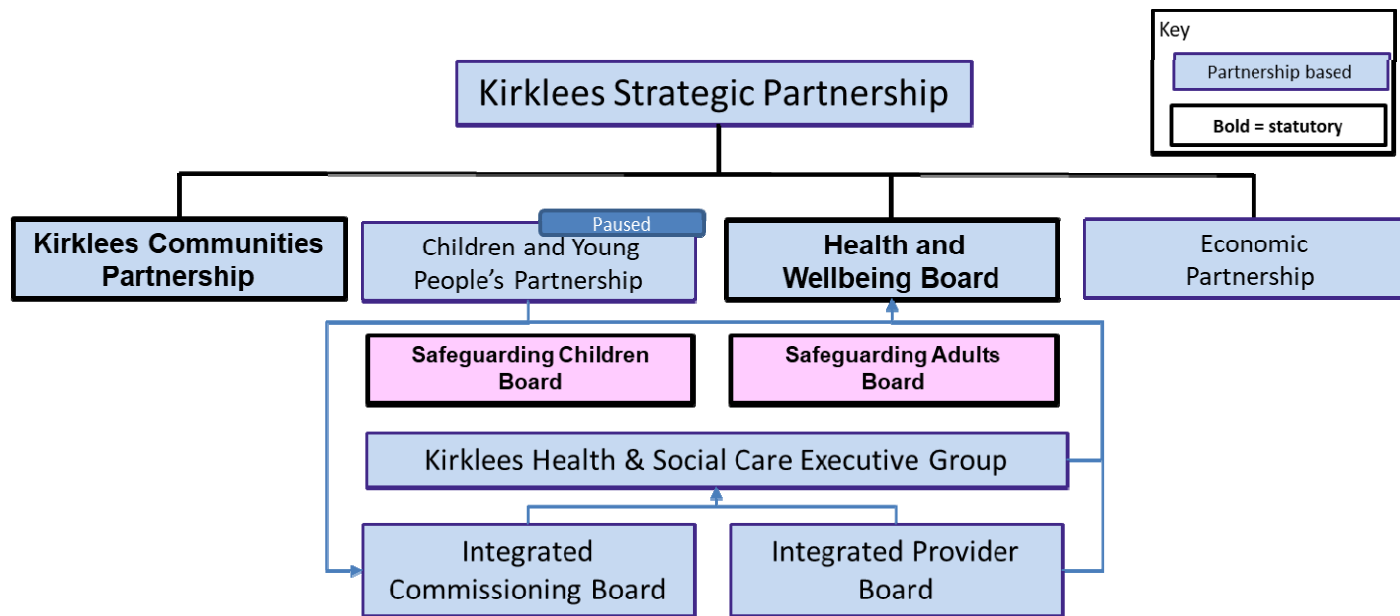 Key
Partnership based
Bold = statutory
Kirklees Strategic Partnership
Kirklees Communities
Partnership
Paused
Children and Young
People’s Partnership
Health and
Wellbeing Board
Economic
Partnership
Safeguarding Children
Board
Safeguarding Adults
Board
Kirklees Health & Social Care Executive Group
Integrated
Commissioning Board
Integrated Provider
Board